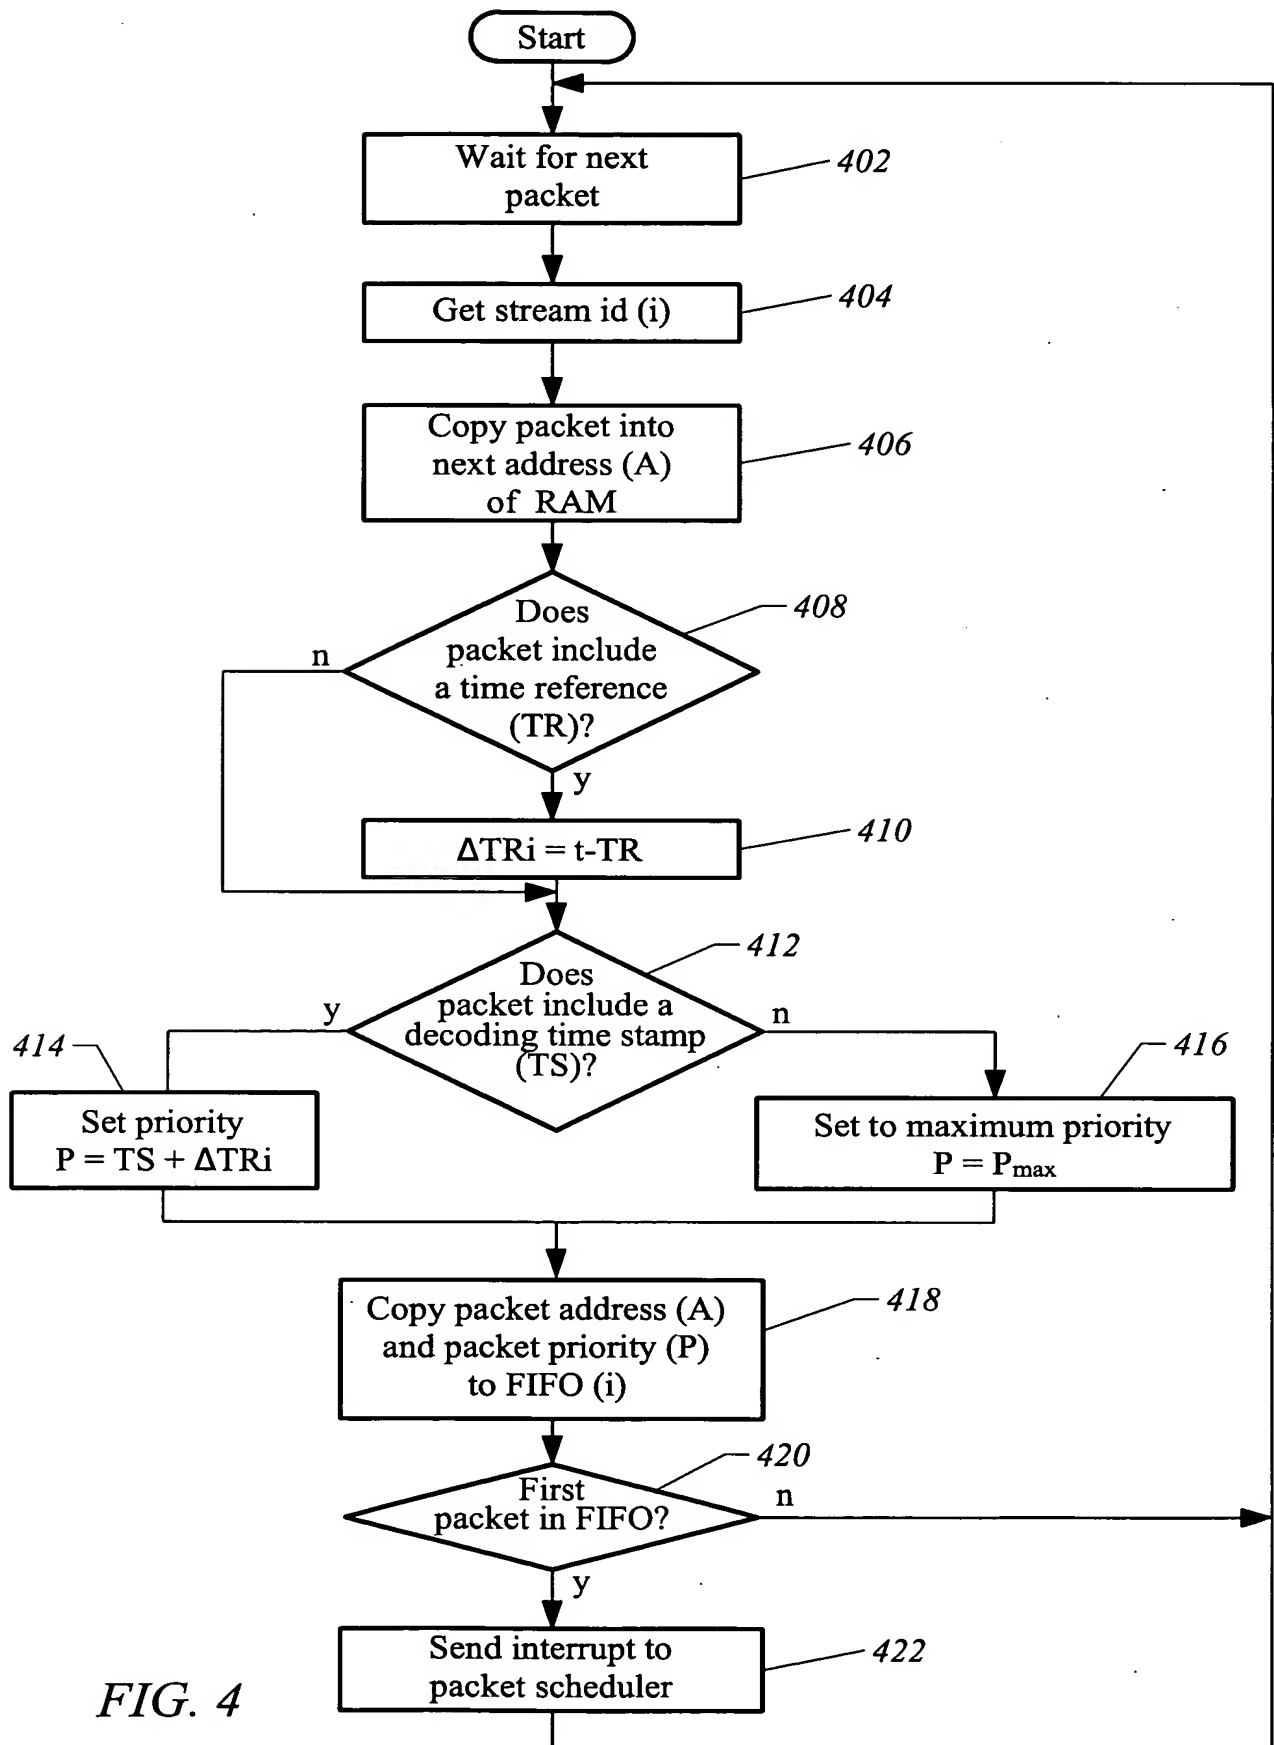 Start
Wait for next
packet
402
Get stream id (i)
404
Copy packet into
next address (A)
of RAM
406
Does
packet include
a time reference
(TR)?
408
n
y
ΔTRi = t-TR
410
Does
packet include a
decoding time stamp
(TS)?
412
y
n
414
Set priority
P = TS + ΔTRi
416
Set to maximum priority
P = Pmax
Copy packet address (A)
and packet priority (P)
to FIFO (i)
418
First
packet in FIFO?
420
n
y
Send interrupt to
packet scheduler
422
FIG. 4